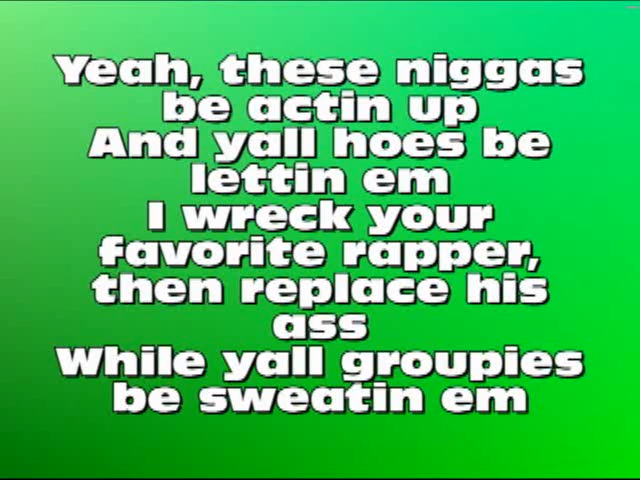 Yeah, these niggas
be actin up
And yall hoes be
lettin em
I wreck your
favorite rapper,
then replace his
ass
While yall groupies
be sweatin em